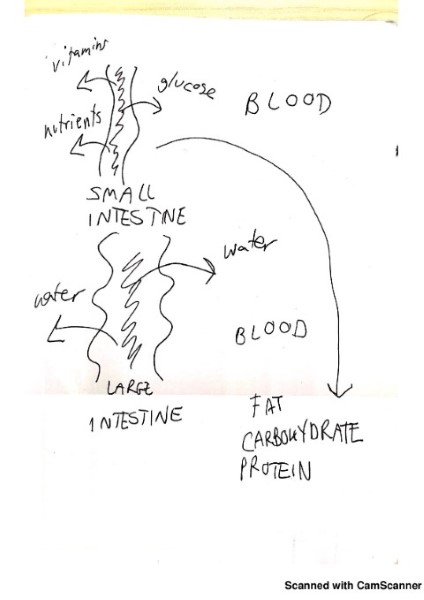 vitamins
glucose
BLOOD
nutrients
SMALL
INTESTINE
water
water
BLOOD
LARGE
INTESTINE
FAT
CARBOHYDRATE
PROTEIN
Scanned with CamScanner